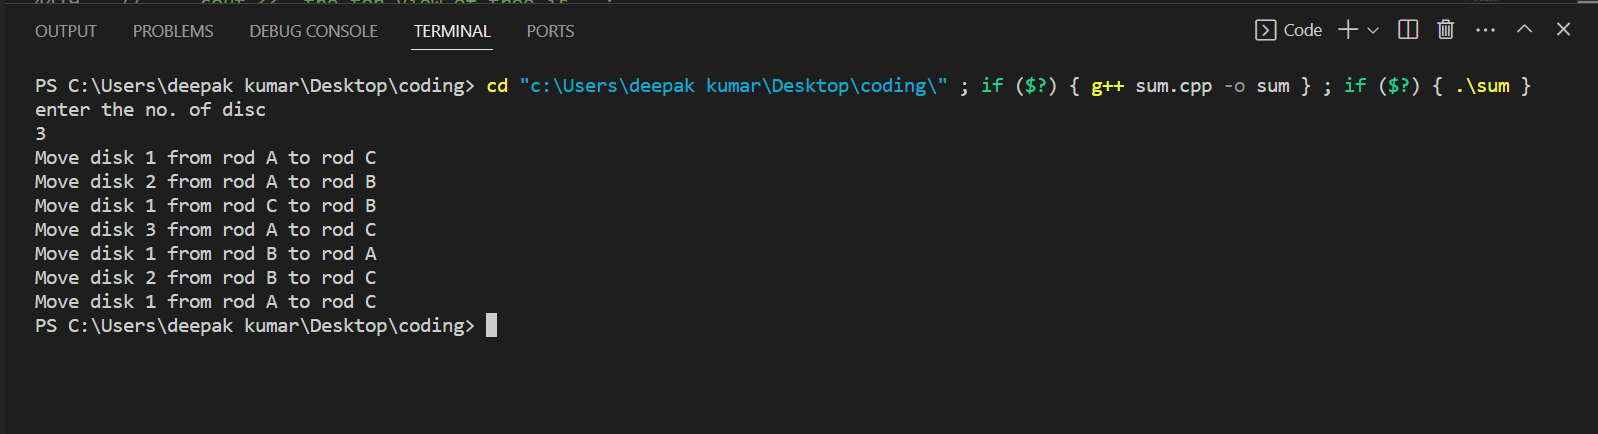 OUTPUT PROBLEMS DEBUG CONSOLE TERMINAL PORTS Code
PS C:\Users\deepak kumar\Desktop\coding> cd "c:\Users\deepak kumar\Desktop\coding\" ; if ($?) { g++ sum.cpp -o sum } ; if ($?) { .\sum }
enter the no. of disc
3
Move disk 1 from rod A to rod C
Move disk 2 from rod A to rod B
Move disk 1 from rod C to rod B
Move disk 3 from rod A to rod C
Move disk 1 from rod B to rod A
Move disk 2 from rod B to rod C
Move disk 1 from rod A to rod C
PS C:\Users\deepak kumar\Desktop\coding>